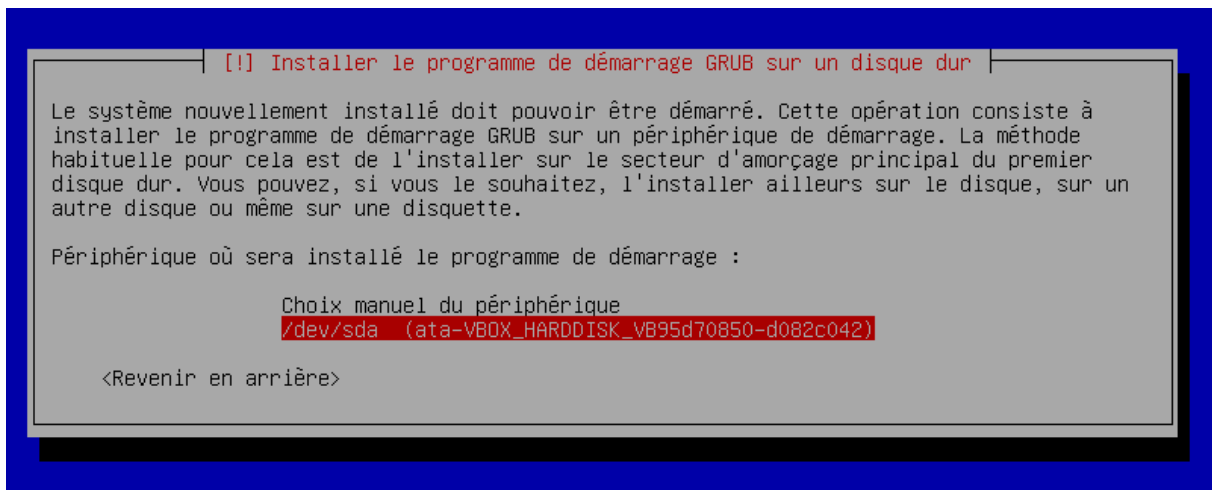 [!] Installer le programme de démarrage GRUB sur un disque dur
Le système nouvellement installé doit pouvoir être démarré. Cette opération consiste à
installer le programme de démarrage GRUB sur un périphérique de démarrage. La méthode
habituelle pour cela est de l'installer sur le secteur d'amorçage principal du premier
disque dur. Vous pouvez, si vous le souhaitez, l'installer ailleurs sur le disque, sur un
autre disque ou même sur une disquette.
Périphérique où sera installé le programme de démarrage :
Choix manuel du périphérique
/dev/sda  (ata-VBOX_HARDDISK_VB95d70850-d082c042)
<Revenir en arrière>